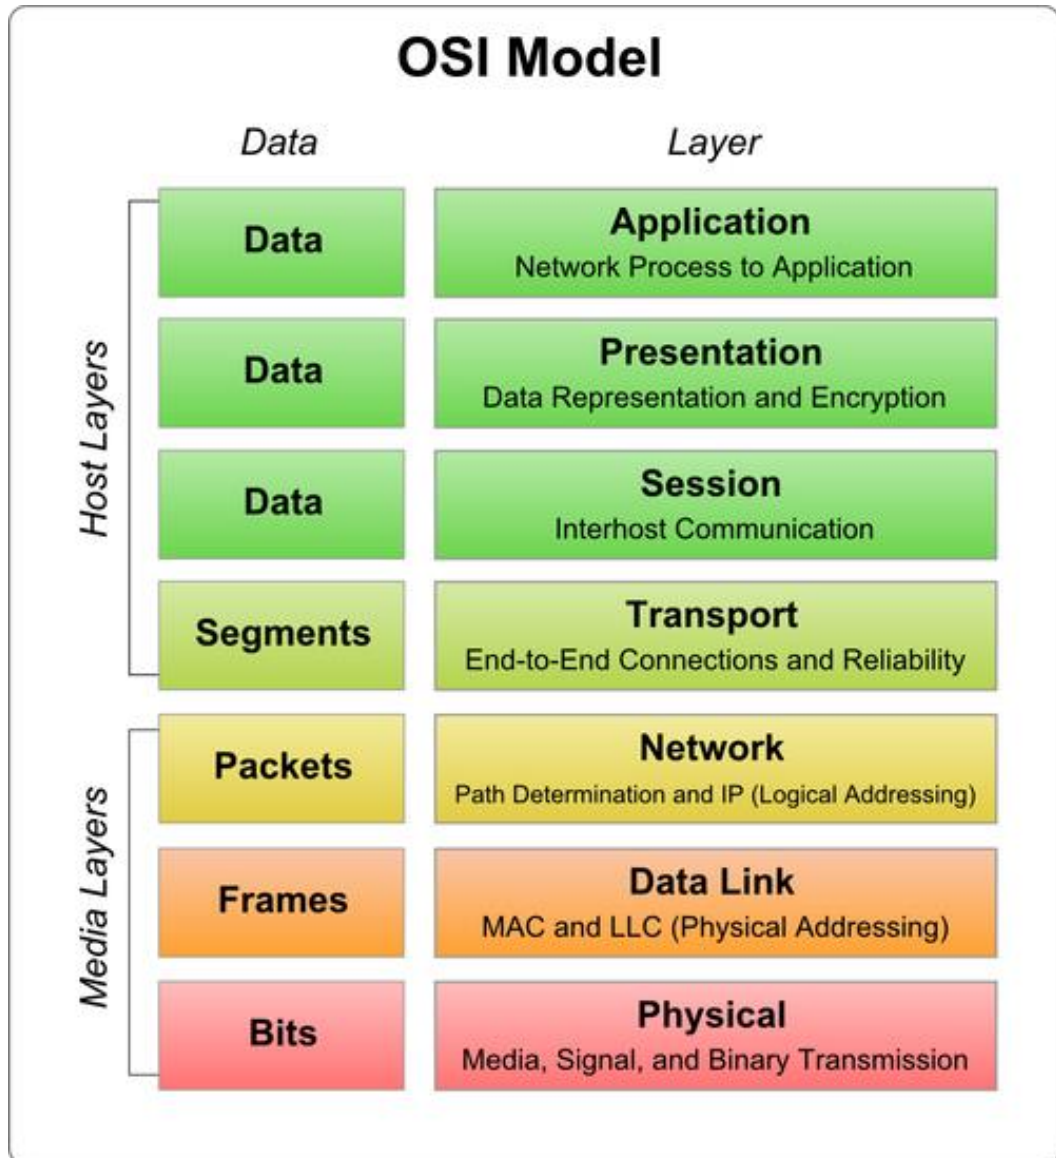 OSI Model
Data
Layer
Host Layers
Data
Application
Network Process to Application
Data
Presentation
Data Representation and Encryption
Data
Session
Interhost Communication
Segments
Transport
End-to-End Connections and Reliability
Media Layers
Packets
Network
Path Determination and IP (Logical Addressing)
Frames
Data Link
MAC and LLC (Physical Addressing)
Bits
Physical
Media, Signal, and Binary Transmission